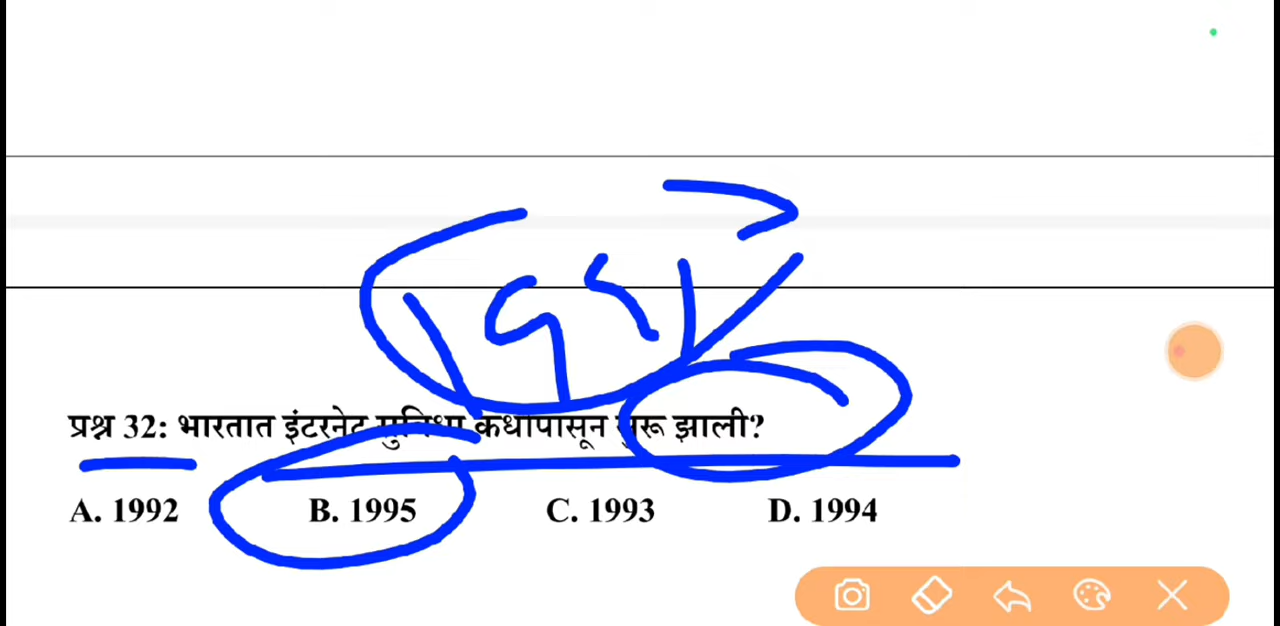 प्रश्न 32: भारतात इंटरनेट सुविधा कधापासून सुरू झाली?
A. 1992 B. 1995 C. 1993 D. 1994